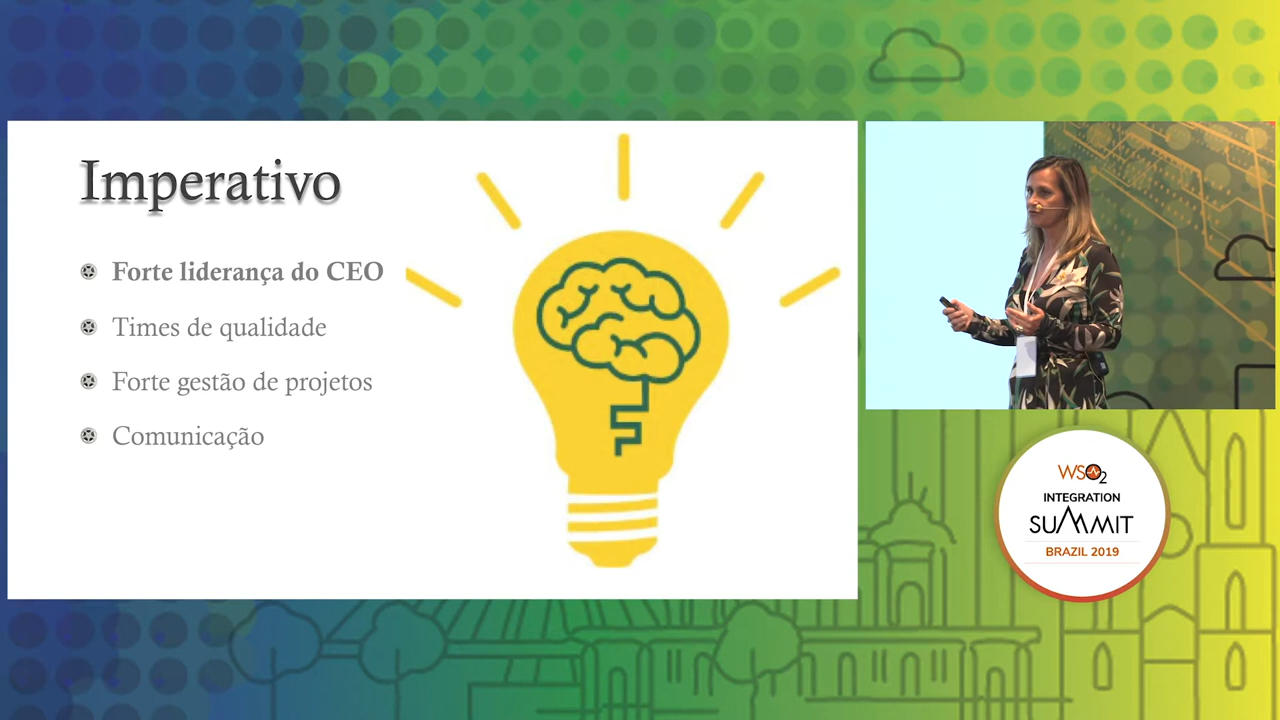 Imperativo
Forte liderança do CEO
Times de qualidade
Forte gestão de projetos
Comunicação
WSO2
INTEGRATION
SUMMIT
BRAZIL 2019